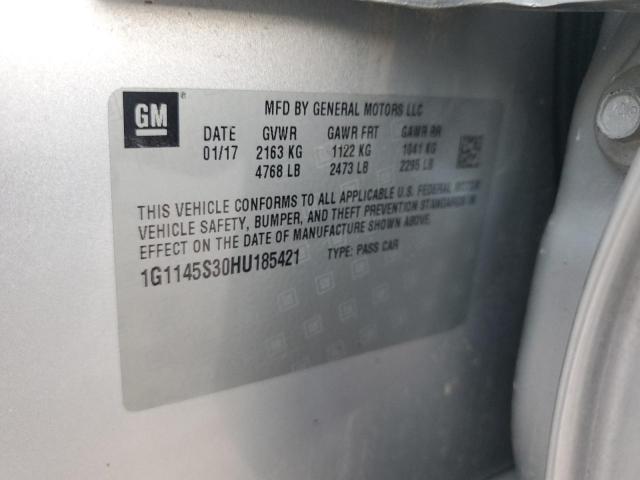 GM
MFD BY GENERAL MOTORS LLC
DATE GVWR GAWR FRT GAWR RR
01/17 2163 KG 1122 KG 1041 KG
4768 LB 2473 LB 2295 LB
THIS VEHICLE CONFORMS TO ALL APPLICABLE U.S. FEDERAL MOTOR
VEHICLE SAFETY, BUMPER, AND THEFT PREVENTION STANDARDS IN
EFFECT ON THE DATE OF MANUFACTURE SHOWN ABOVE.
1G1145S30HU185421 TYPE: PASS CAR